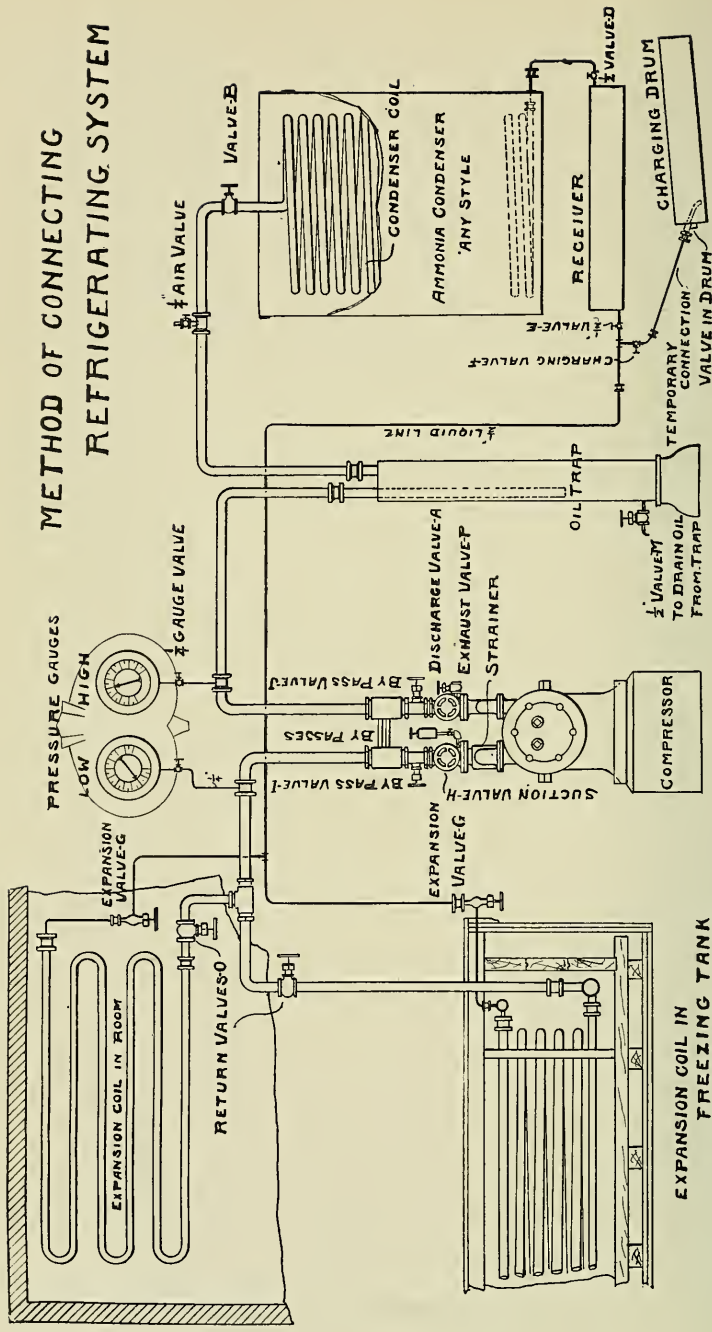 METHOD OF CONNECTING
REFRIGERATING SYSTEM
PRESSURE GAUGES
LOW
HIGH
¼ GAUGE VALVE
¼"
¼" AIR VALVE
VALVE-B
CONDENSER COIL
AMMONIA CONDENSER
ANY STYLE
RECEIVER
½ VALVE-D
½" VALVE-E
CHARGING VALVE-F
CHARGING DRUM
TEMPORARY
CONNECTION
VALVE IN DRUM
½" LIQUID LINE
OIL TRAP
½" VALVE-M
TO DRAIN OIL
FROM TRAP
BY PASS VALVE-J
BY PASSES
BY PASS VALVE-I
DISCHARGE VALVE-A
EXHAUST VALVE-P
STRAINER
SUCTION VALVE-H
COMPRESSOR
EXPANSION
VALVE-G
EXPANSION COIL IN ROOM
RETURN VALVES-O
EXPANSION
VALVE-G
EXPANSION COIL IN
FREEZING TANK